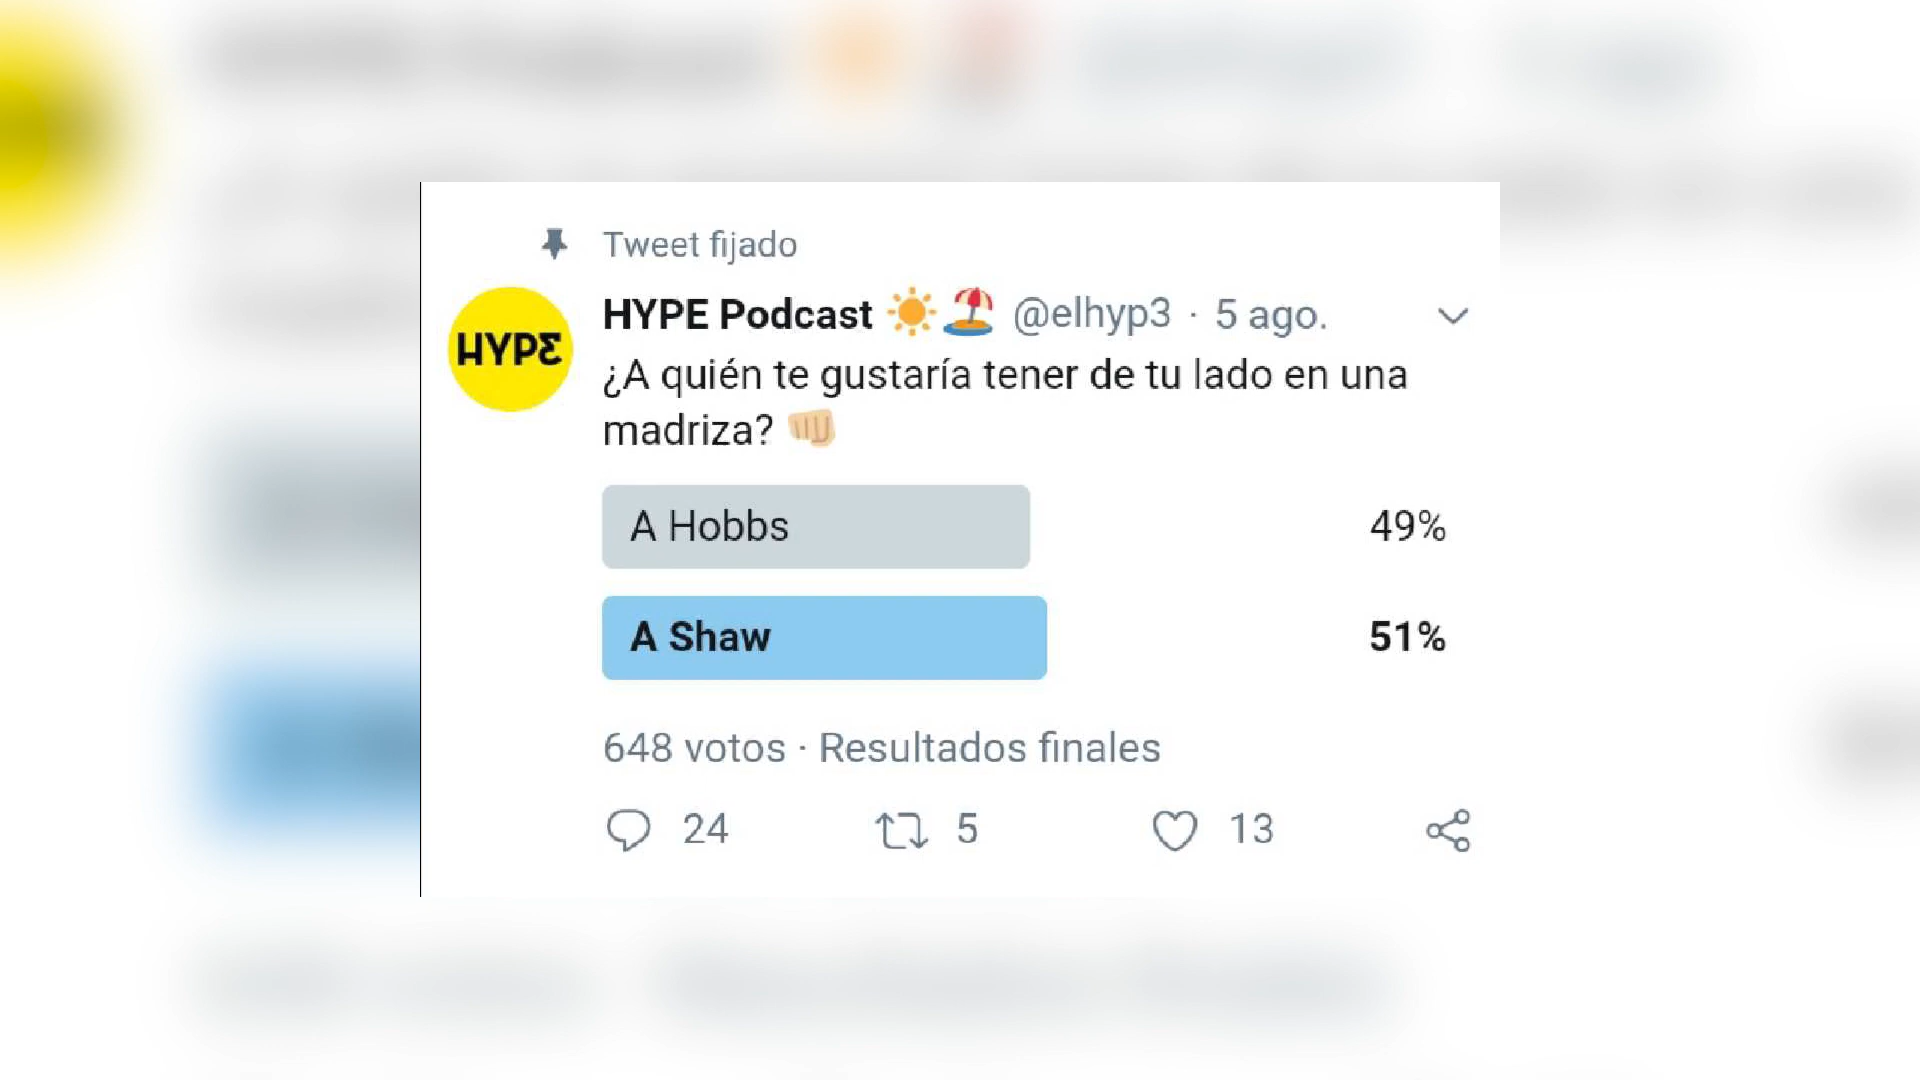 Tweet fijado
HYPE Podcast ☀️🏖️ @elhyp3 · 5 ago.
HYPE
¿A quién te gustaría tener de tu lado en una
madriza? 👊🏼
A Hobbs 49%
A Shaw 51%
648 votos · Resultados finales
24 5 13